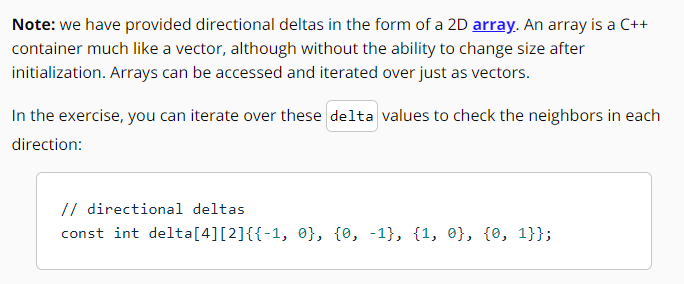 Note: we have provided directional deltas in the form of a 2D array. An array is a C++
container much like a vector, although without the ability to change size after
initialization. Arrays can be accessed and iterated over just as vectors.
In the exercise, you can iterate over these delta values to check the neighbors in each
direction:
// directional deltas
const int delta[4][2]{{-1, 0}, {0, -1}, {1, 0}, {0, 1}};